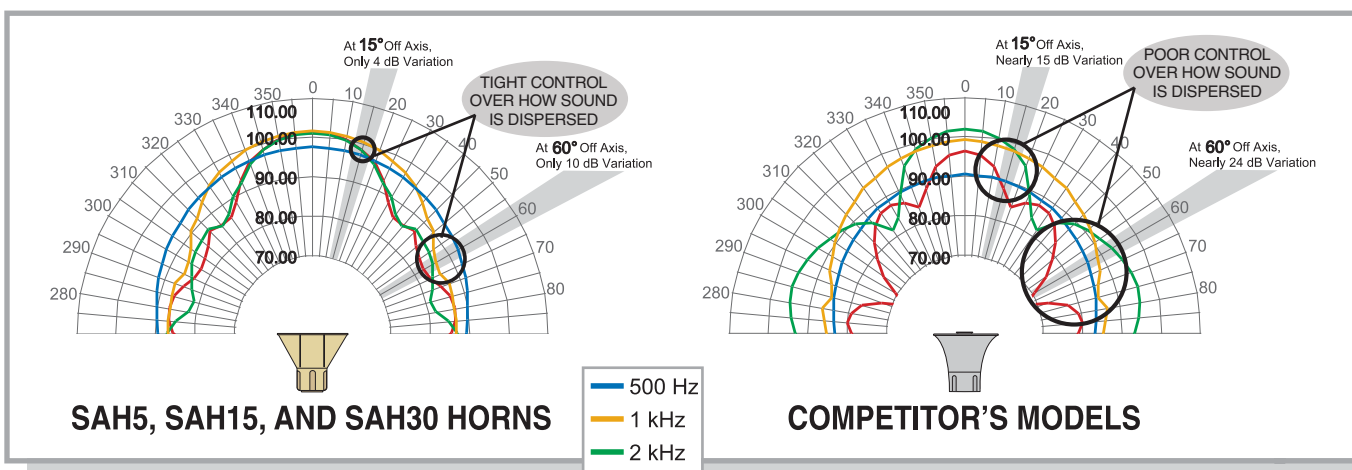 At 15° Off Axis,
Only 4 dB Variation
TIGHT CONTROL
OVER HOW SOUND
IS DISPERSED
At 60° Off Axis,
Only 10 dB Variation
280
290
300
310
320
330
340
350
0
10
20
30
40
50
60
70
80
110.00
100.00
90.00
80.00
70.00
SAH5, SAH15, AND SAH30 HORNS
At 15° Off Axis,
Nearly 15 dB Variation
POOR CONTROL
OVER HOW SOUND
IS DISPERSED
At 60° Off Axis,
Nearly 24 dB Variation
280
290
300
310
320
330
340
350
0
10
20
30
40
50
60
70
80
110.00
100.00
90.00
80.00
70.00
COMPETITOR'S MODELS
500 Hz
1 kHz
2 kHz